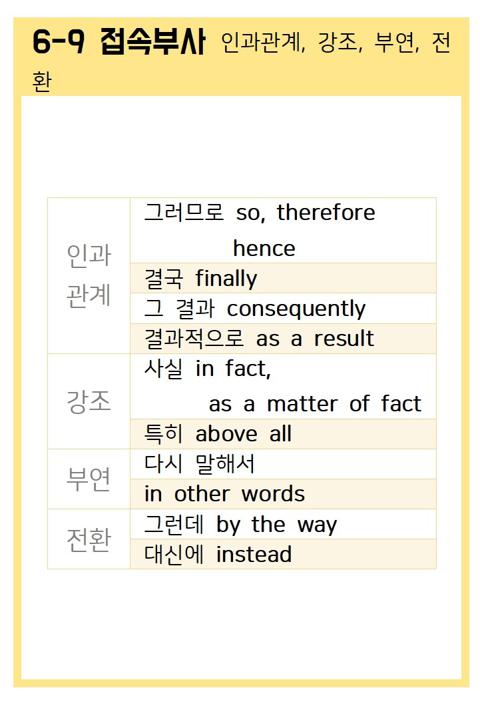 6-9 접속부사 인과관계, 강조, 부연, 전
환
인과
관계
그러므로 so, therefore
hence
결국 finally
그 결과 consequently
결과적으로 as a result
강조
사실 in fact,
as a matter of fact
특히 above all
부연
다시 말해서
in other words
전환
그런데 by the way
대신에 instead